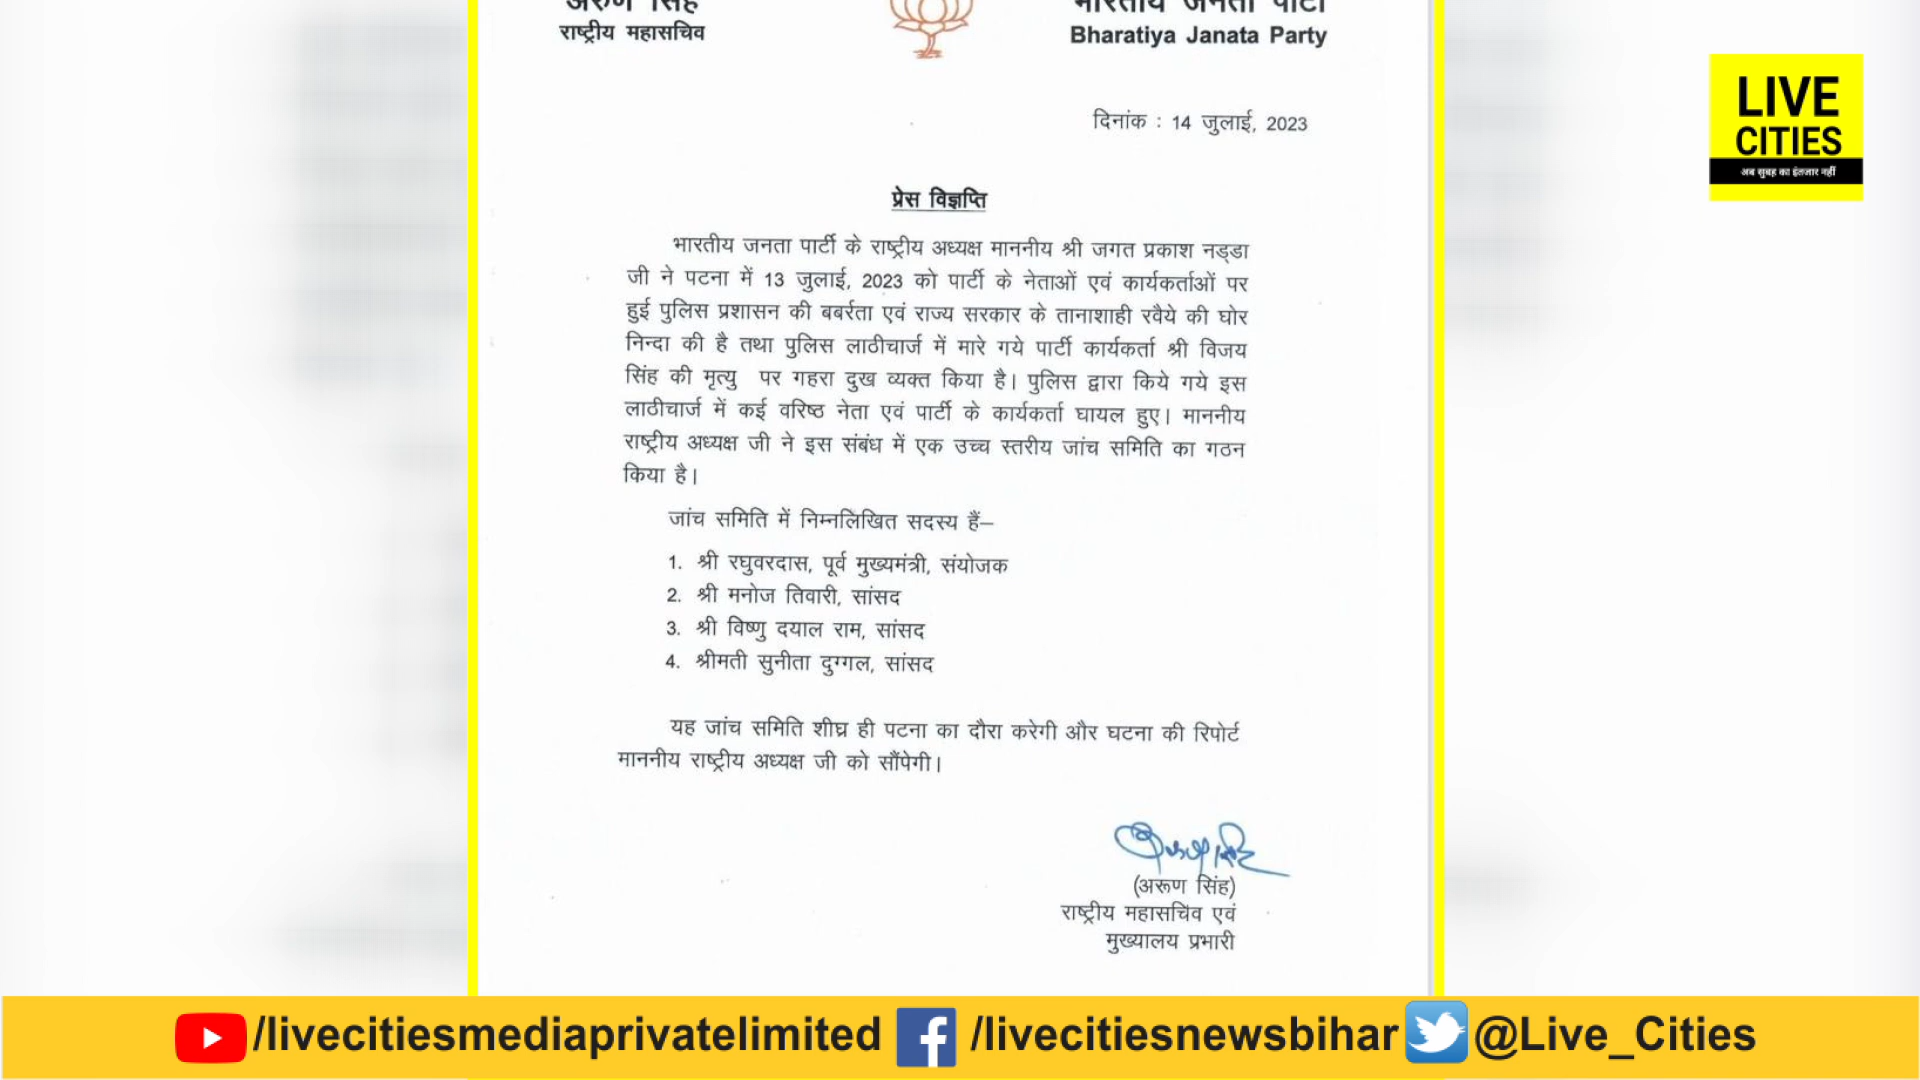 अरुण सिंह
राष्ट्रीय महासचिव
भारतीय जनता पार्टी
Bharatiya Janata Party
दिनांक : 14 जुलाई, 2023
LIVE
CITIES
अब सुबह का इंतजार नहीं
प्रेस विज्ञप्ति
भारतीय जनता पार्टी के राष्ट्रीय अध्यक्ष माननीय श्री जगत प्रकाश नड्डा
जी ने पटना में 13 जुलाई, 2023 को पार्टी के नेताओं एवं कार्यकर्ताओं पर
हुई पुलिस प्रशासन की बबर्रता एवं राज्य सरकार के तानाशाही रवैये की घोर
निन्दा की है तथा पुलिस लाठीचार्ज में मारे गये पार्टी कार्यकर्ता श्री विजय
सिंह की मृत्यु पर गहरा दुख व्यक्त किया है। पुलिस द्वारा किये गये इस
लाठीचार्ज में कई वरिष्ठ नेता एवं पार्टी के कार्यकर्ता घायल हुए। माननीय
राष्ट्रीय अध्यक्ष जी ने इस संबंध में एक उच्च स्तरीय जांच समिति का गठन
किया है।
जांच समिति में निम्नलिखित सदस्य हैं–
1. श्री रघुवरदास, पूर्व मुख्यमंत्री, संयोजक
2. श्री मनोज तिवारी, सांसद
3. श्री विष्णु दयाल राम, सांसद
4. श्रीमती सुनीता दुग्गल, सांसद
यह जांच समिति शीघ्र ही पटना का दौरा करेगी और घटना की रिपोर्ट
माननीय राष्ट्रीय अध्यक्ष जी को सौंपेगी।
(अरूण सिंह)
राष्ट्रीय महासचिव एवं
मुख्यालय प्रभारी
/livecitiesmediaprivatelimited /livecitiesnewsbihar @Live_Cities